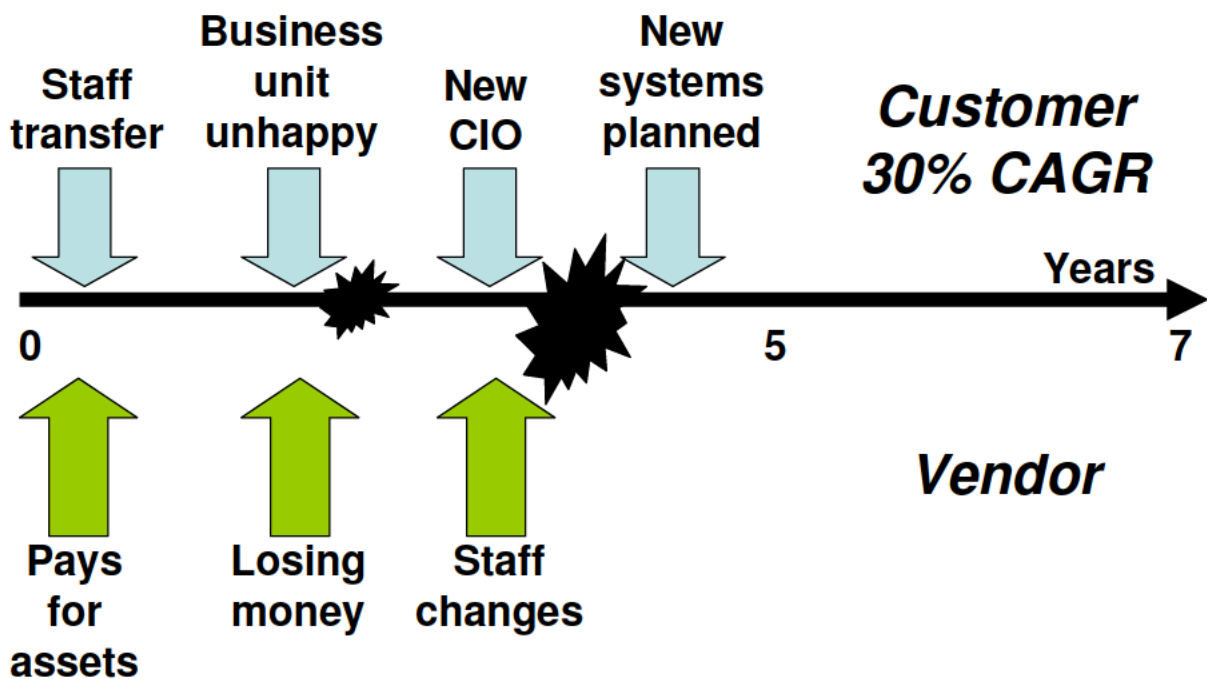 Staff
transfer
Business
unit
unhappy
New
CIO
New
systems
planned
Customer
30% CAGR
Years
0
5
7
Pays
for
assets
Losing
money
Staff
changes
Vendor